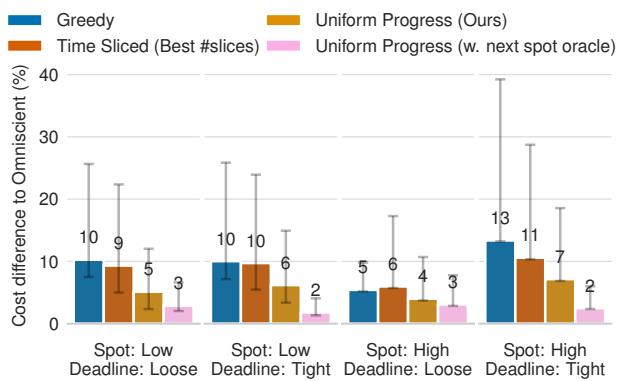 Greedy
Uniform Progress (Ours)
Time Sliced (Best #slices)
Uniform Progress (w. next spot oracle)
Cost difference to Omniscient (%)
40
30
20
10
0
10
9
5
3
10
10
6
2
5
6
4
3
13
11
7
2
Spot: Low
Deadline: Loose
Spot: Low
Deadline: Tight
Spot: High
Deadline: Loose
Spot: High
Deadline: Tight